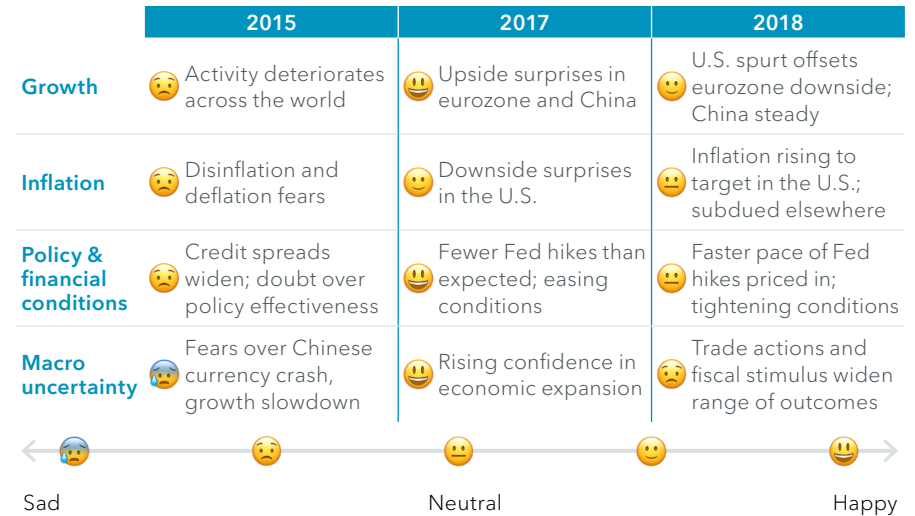 2015
2017
2018
Growth
Activity deteriorates
across the world
Upside surprises in
eurozone and China
U.S. spurt offsets
eurozone downside;
China steady
Inflation
Disinflation and
deflation fears
Downside surprises
in the U.S.
Inflation rising to
target in the U.S.;
subdued elsewhere
Policy &
financial
conditions
Credit spreads
widen; doubt over
policy effectiveness
Fewer Fed hikes than
expected; easing
conditions
Faster pace of Fed
hikes priced in;
tightening conditions
Macro
uncertainty
Fears over Chinese
currency crash,
growth slowdown
Rising confidence in
economic expansion
Trade actions and
fiscal stimulus widen
range of outcomes
Sad
Neutral
Happy